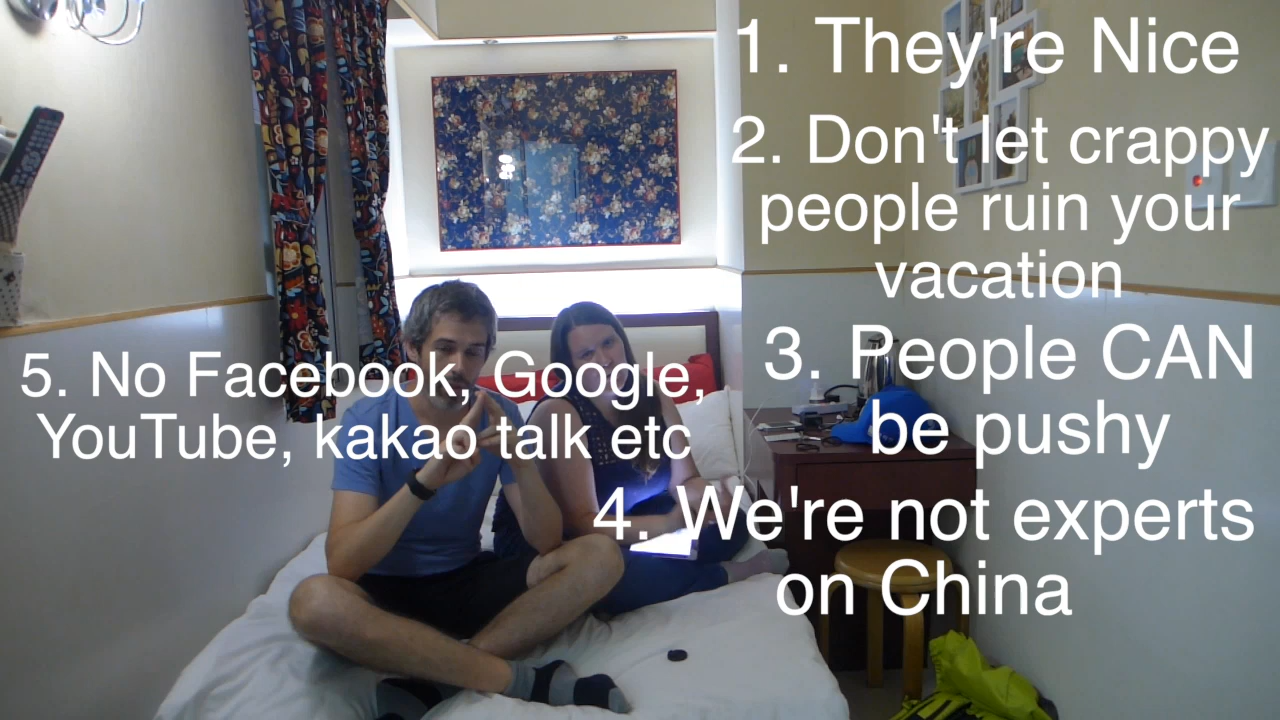 1. They're Nice
2. Don't let crappy
people ruin your
vacation
3. People CAN
be pushy
4. We're not experts
on China
5. No Facebook, Google,
YouTube, kakao talk etc